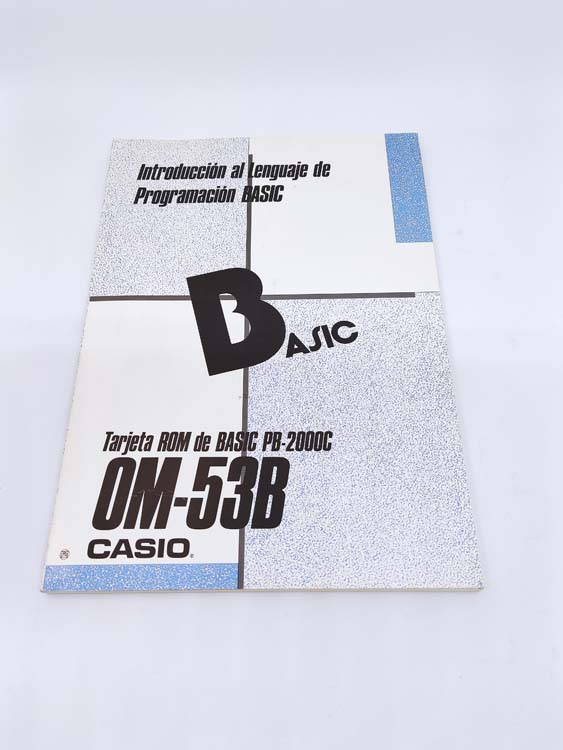 Introducción al Lenguaje de
Programación BASIC
BASIC
Tarjeta ROM de BASIC PB-2000C
OM-53B
CASIO